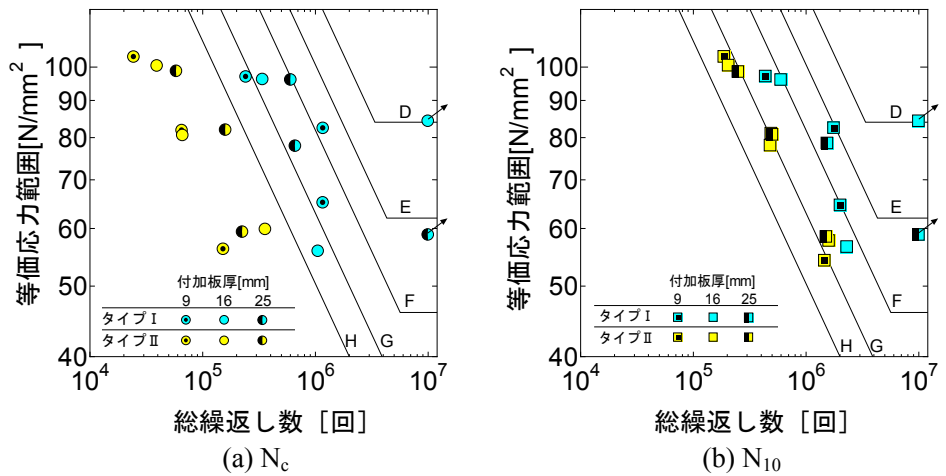 等価応力範囲[N/mm²]
100
90
80
70
60
50
40
D
E
F
G
H
付加板厚[mm]
9 16 25
タイプⅠ
タイプⅡ
10⁴ 10⁵ 10⁶ 10⁷
総繰返し数 [回]
(a) Nc
等価応力範囲[N/mm²]
100
90
80
70
60
50
40
D
E
F
G
H
付加板厚[mm]
9 16 25
タイプⅠ
タイプⅡ
10⁴ 10⁵ 10⁶ 10⁷
総繰返し数 [回]
(b) N10